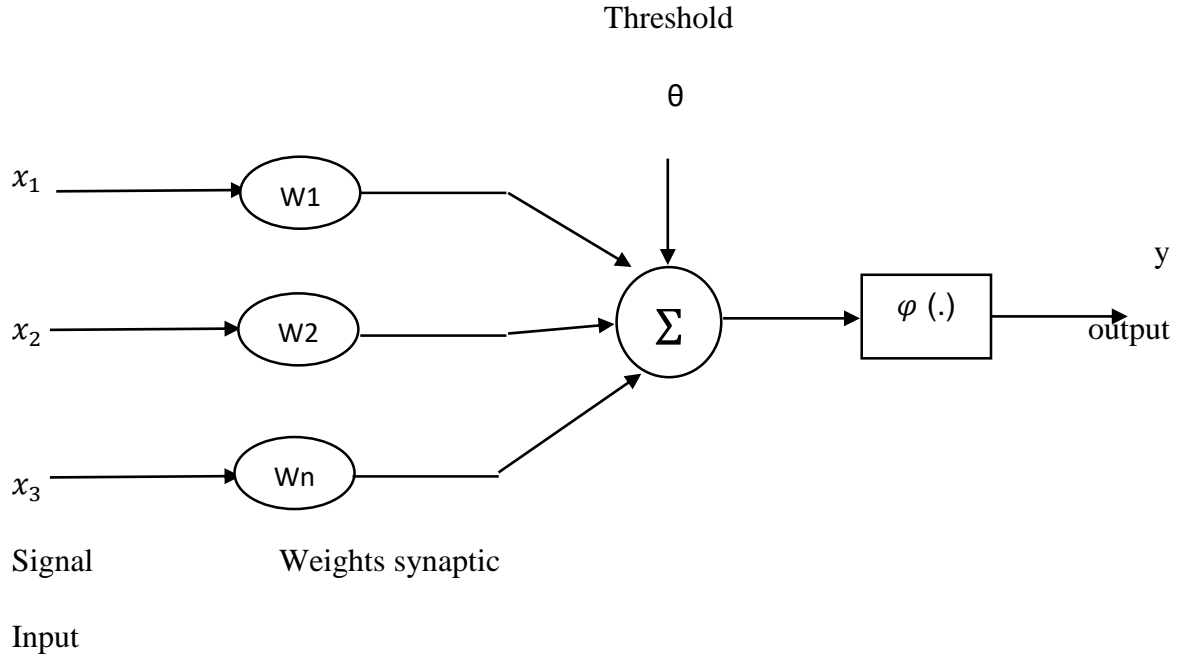 Threshold
θ
x₁
W1
y
φ (.)
x₂
W2
Σ
output
x₃
Wn
Signal
Weights synaptic
Input